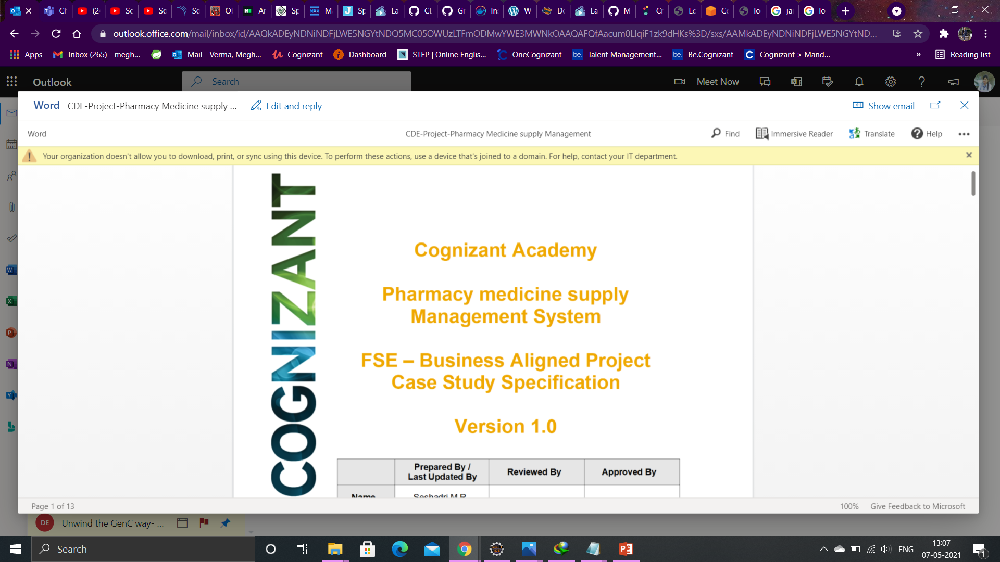 (2
Sc
Sc
Sc
Ol
Ar
Sp
M
Sp
La
CI
Gi
In
W
De
La
M
Cr
Lc
Cc
lo
ja
lo
outlook.office.com/mail/inbox/id/AAQkADEyNDNiNDFjLWE5NGYtNDQ5MC05OWUzLTFmODMwYWE3MWNkOAAQAFQfAacum0LlqiF1zk9dHKs%3D/sxs/AAMkADEyNDNiNDFjLWE5NGYtND...
Apps
Inbox (265) - megh...
Mail - Verma, Megh...
Cognizant
Dashboard
STEP | Online Englis...
OneCognizant
be. Talent Management...
be. Be.Cognizant
C Cognizant > Mand...
»
Reading list
Outlook
Search
Meet Now
Word CDE-Project-Pharmacy Medicine supply ... Edit and reply
Show email
Word
CDE-Project-Pharmacy Medicine supply Management
Find
Immersive Reader
Translate
Help
Your organization doesn't allow you to download, print, or sync using this device. To perform these actions, use a device that's joined to a domain. For help, contact your IT department.
COGNIZANT
Cognizant Academy
Pharmacy medicine supply
Management System
FSE – Business Aligned Project
Case Study Specification
Version 1.0
Prepared By /
Last Updated By
Reviewed By
Approved By
Name
Seshadri M R
Page 1 of 13
100%
Give Feedback to Microsoft
DE Unwind the GenC way- ...
Search
ENG
13:07
07-05-2021
1